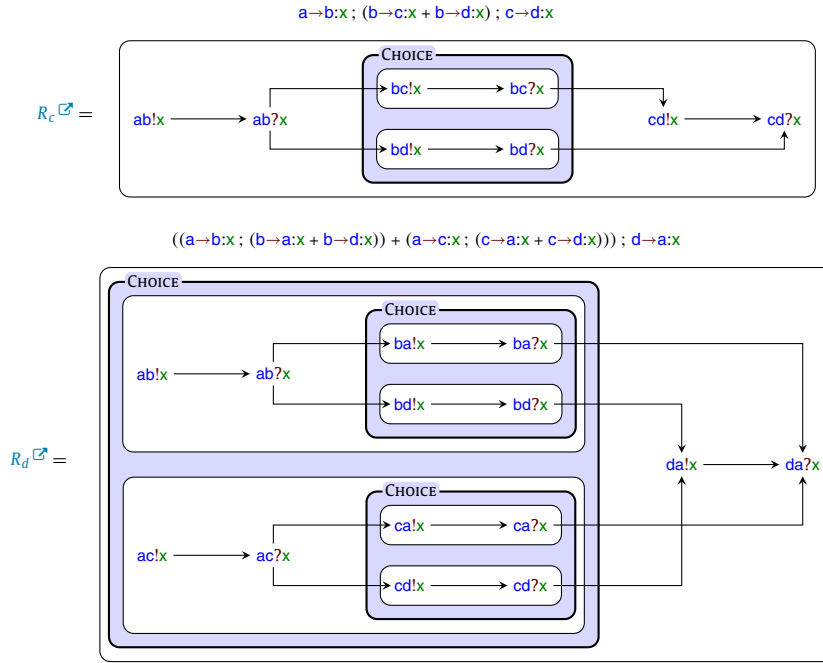 a→b:x ; (b→c:x + b→d:x) ; c→d:x
CHOICE
bc!x bc?x
R_c = ab!x ab?x cd!x cd?x
bd!x bd?x
((a→b:x ; (b→a:x + b→d:x)) + (a→c:x ; (c→a:x + c→d:x))) ; d→a:x
CHOICE
CHOICE
ba!x ba?x
ab!x ab?x
bd!x bd?x
R_d = da!x da?x
CHOICE
ca!x ca?x
ac!x ac?x
cd!x cd?x